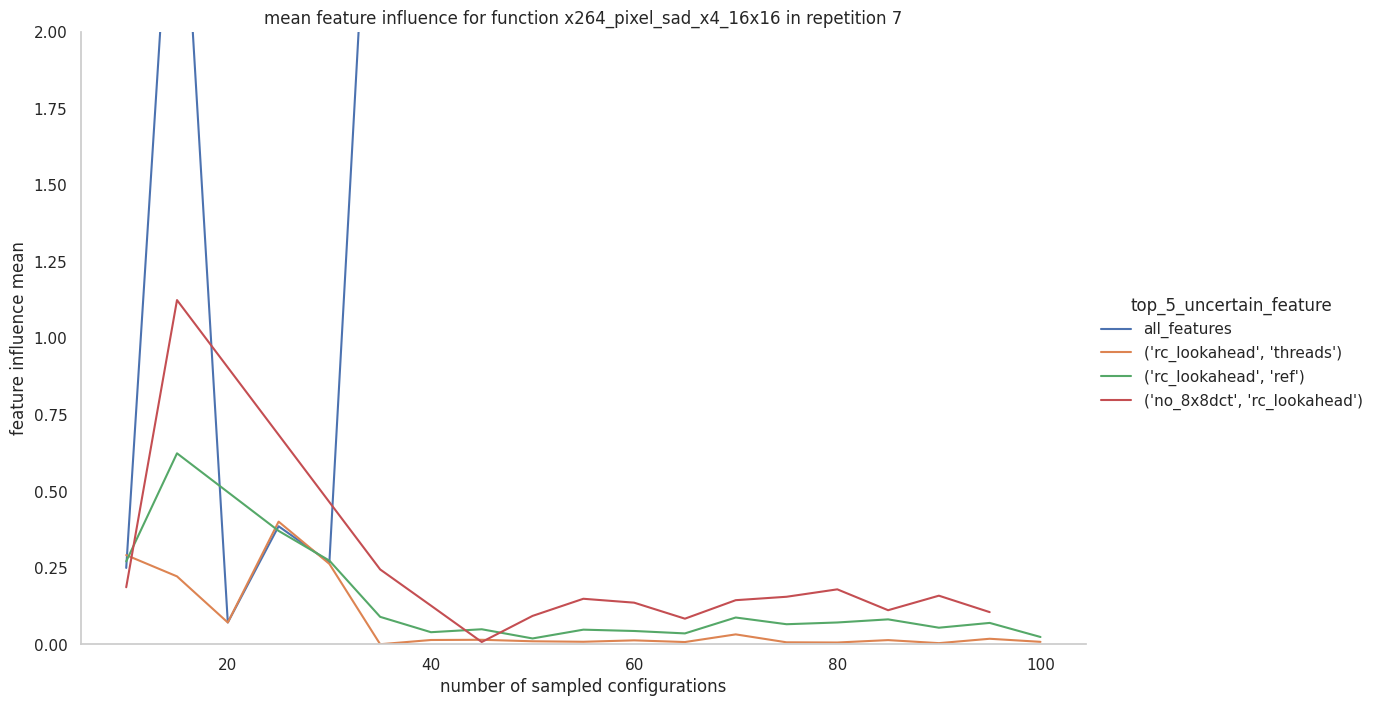 mean feature influence for function x264_pixel_sad_x4_16x16 in repetition 7
2.00
1.75
1.50
1.25
1.00
0.75
0.50
0.25
0.00
feature influence mean
20
40
60
80
100
number of sampled configurations
top_5_uncertain_feature
all_features
('rc_lookahead', 'threads')
('rc_lookahead', 'ref')
('no_8x8dct', 'rc_lookahead')